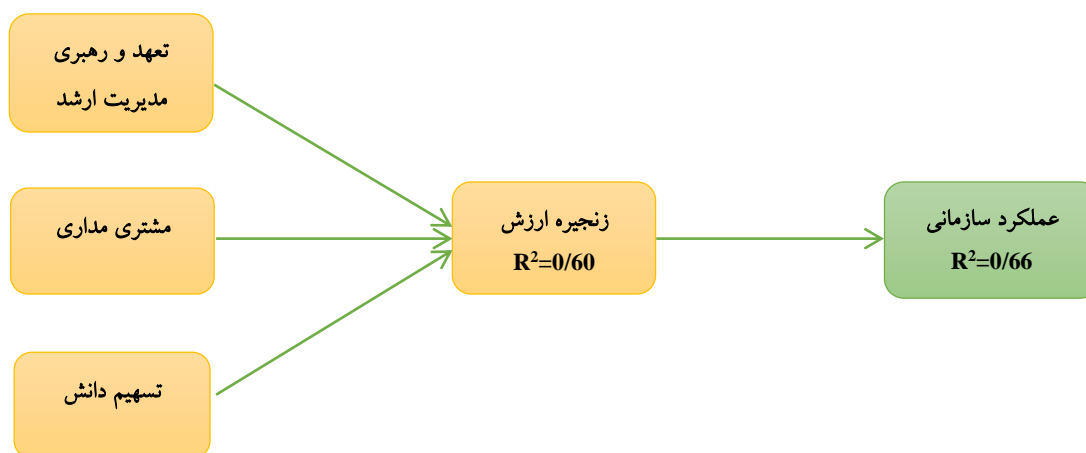 تعهد و رهبری
مدیریت ارشد
مشتری مداری
تسهیم دانش
زنجیره ارزش
R²=0/60
عملکرد سازمانی
R²=0/66